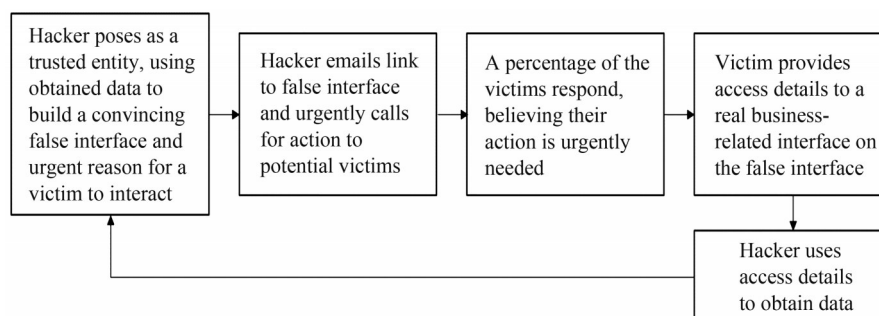 Hacker poses as a
trusted entity, using
obtained data to
build a convincing
false interface and
urgent reason for a
victim to interact
Hacker emails link
to false interface
and urgently calls
for action to
potential victims
A percentage of the
victims respond,
believing their
action is urgently
needed
Victim provides
access details to a
real business-
related interface on
the false interface
Hacker uses
access details
to obtain data